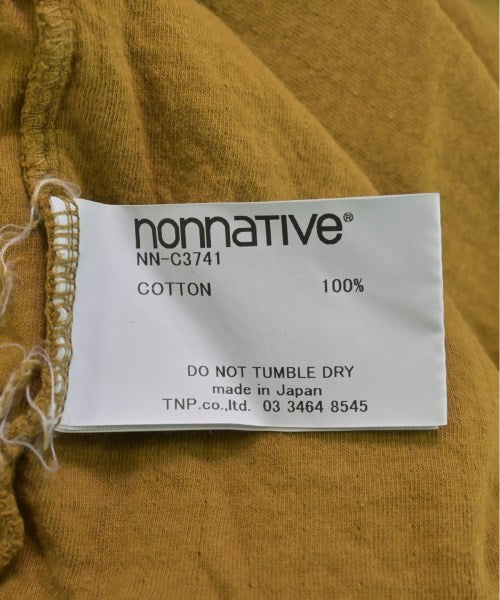 nonnative®
NN-C3741
COTTON 100%
DO NOT TUMBLE DRY
made in Japan
TNP.co.,ltd. 03 3464 8545